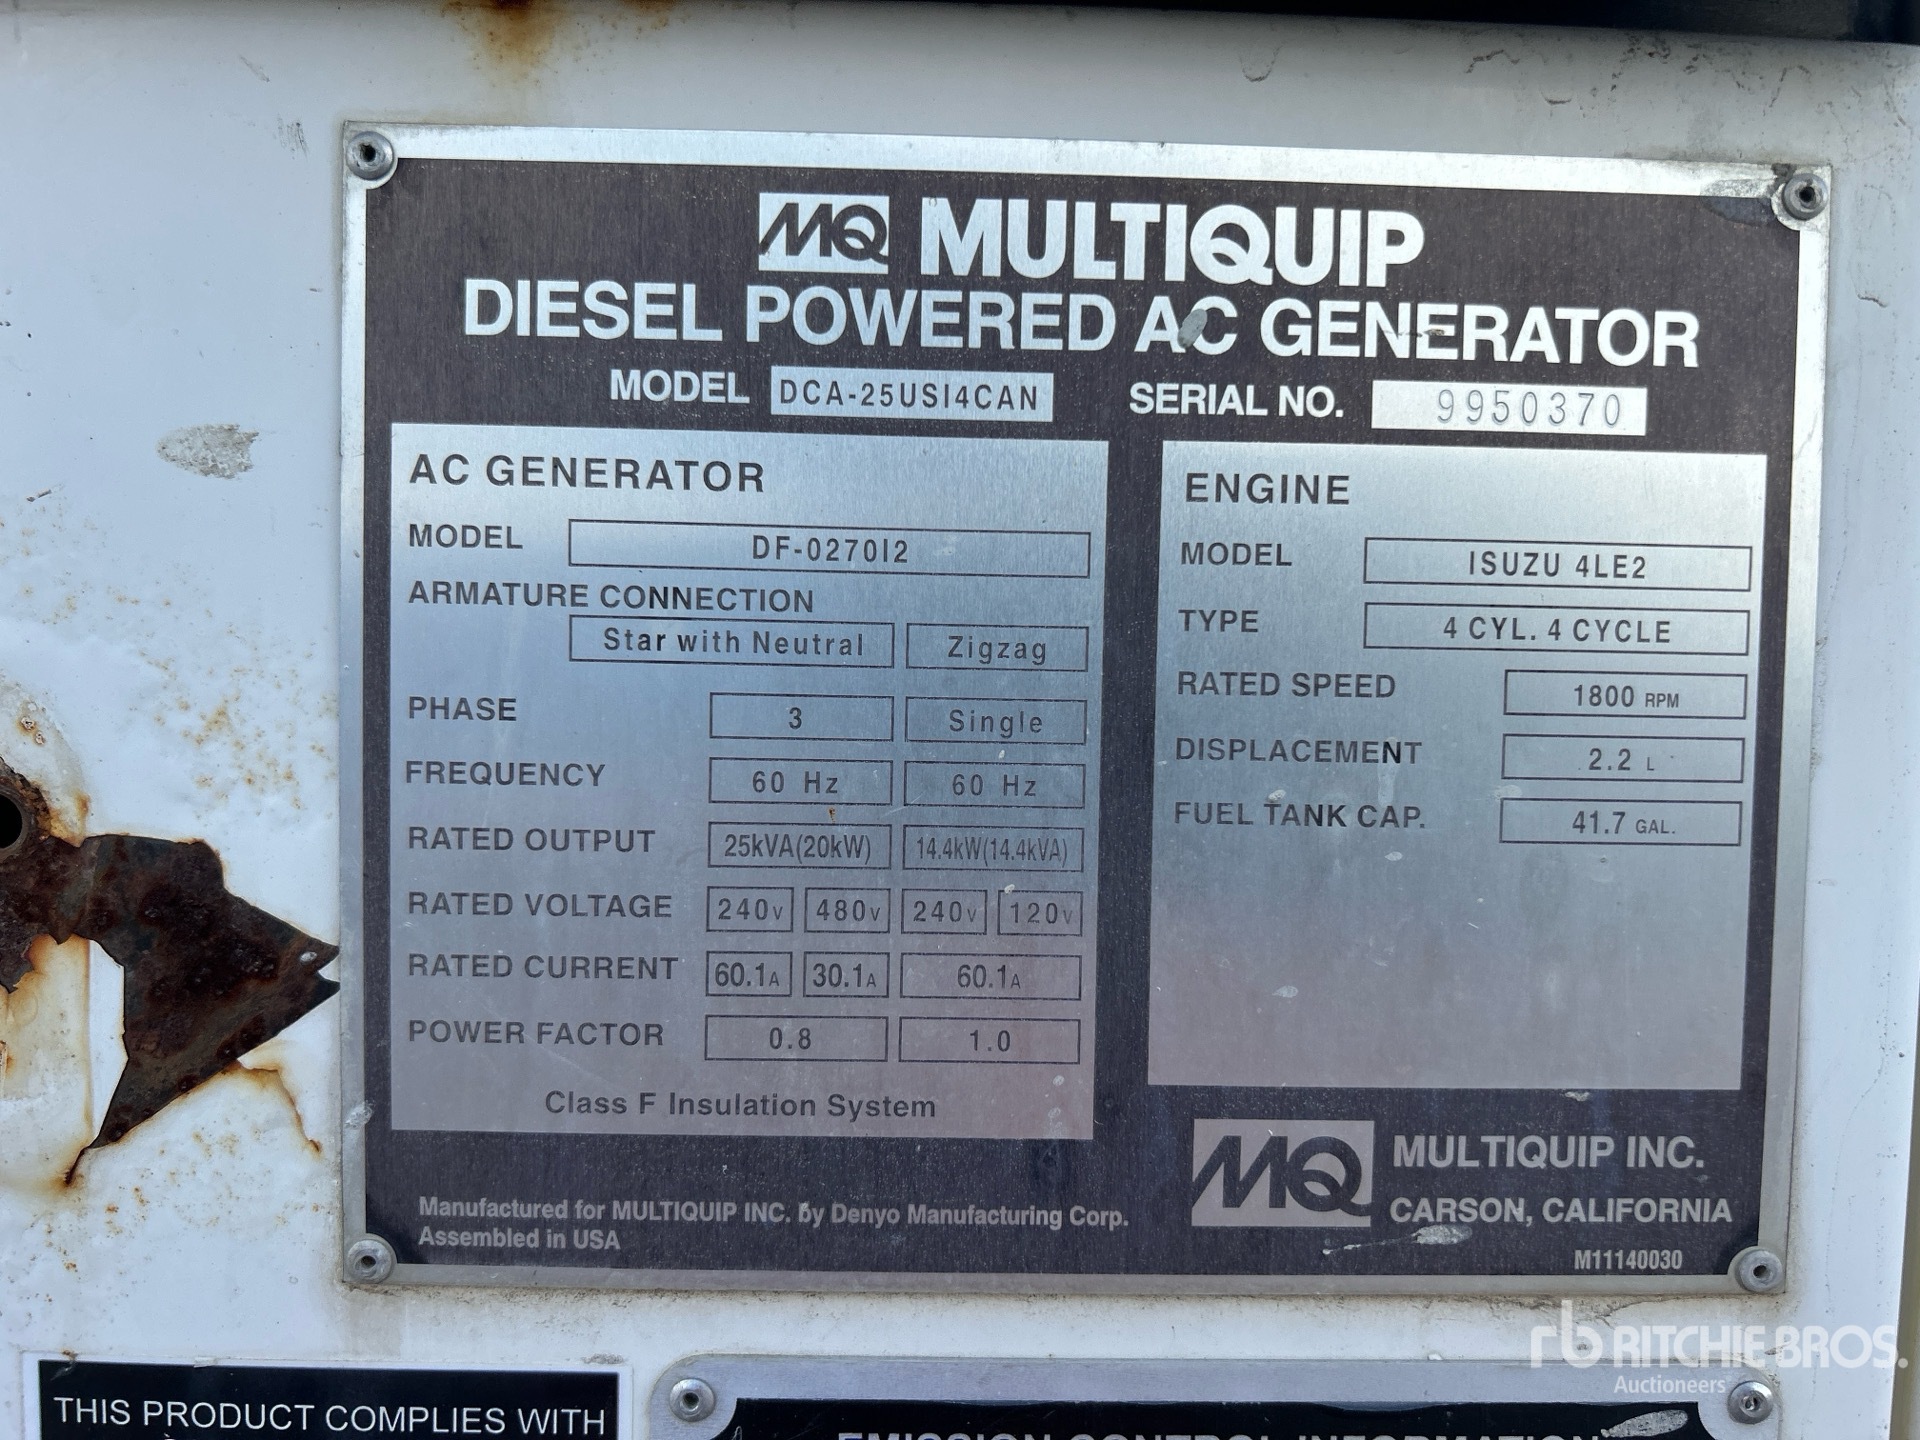 MQ MULTIQUIP
DIESEL POWERED AC GENERATOR
MODEL DCA-25USI4CAN SERIAL NO. 9950370
AC GENERATOR
MODEL DF-0270I2
ARMATURE CONNECTION
Star with Neutral Zigzag
PHASE 3 Single
FREQUENCY 60 Hz 60 Hz
RATED OUTPUT 25kVA(20kW) 14.4kW(14.4kVA)
RATED VOLTAGE 240V 480V 240V 120V
RATED CURRENT 60.1A 30.1A 60.1A
POWER FACTOR 0.8 1.0
Class F Insulation System
ENGINE
MODEL ISUZU 4LE2
TYPE 4 CYL. 4 CYCLE
RATED SPEED 1800 RPM
DISPLACEMENT 2.2 L
FUEL TANK CAP. 41.7 GAL.
Manufactured for MULTIQUIP INC. by Denyo Manufacturing Corp.
Assembled in USA
MQ MULTIQUIP INC.
CARSON, CALIFORNIA
M11140030
THIS PRODUCT COMPLIES WITH
EMISSION CONTROL INFORMATION
rb RITCHIE BROS.
Auctioneers